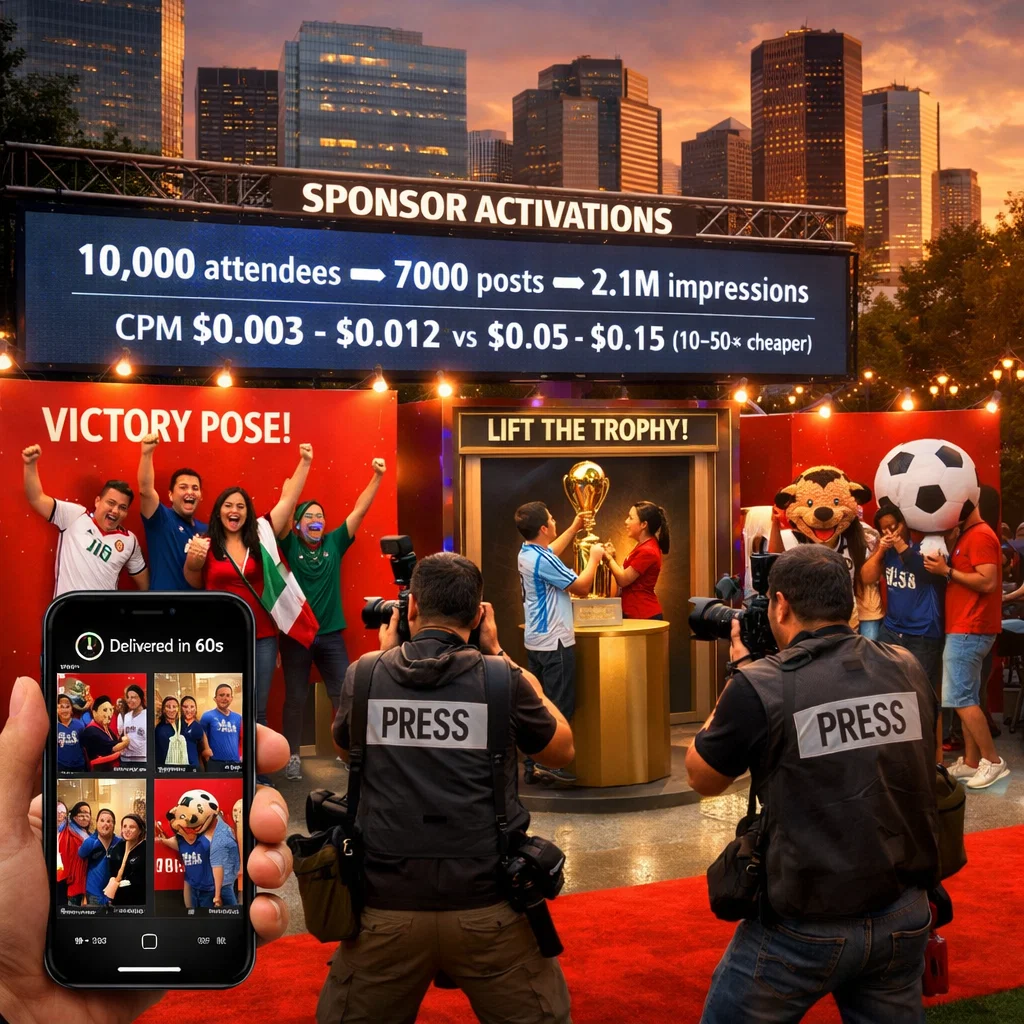 SPONSOR ACTIVATIONS
10,000 attendees ➡ 7000 posts ➡ 2.1M impressions
CPM $0.003 - $0.012 vs $0.05 - $0.15 (10–50× cheaper)
VICTORY POSE!
LIFT THE TROPHY!
Delivered in 60s
PRESS
PRESS